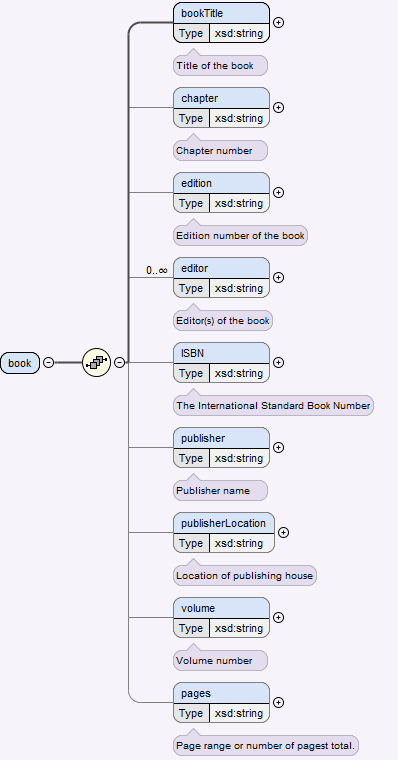 bookTitle
Type xsd:string
Title of the book
chapter
Type xsd:string
Chapter number
edition
Type xsd:string
Edition number of the book
0..∞ editor
Type xsd:string
Editor(s) of the book
book
ISBN
Type xsd:string
The International Standard Book Number
publisher
Type xsd:string
Publisher name
publisherLocation
Type xsd:string
Location of publishing house
volume
Type xsd:string
Volume number
pages
Type xsd:string
Page range or number of pagest total.